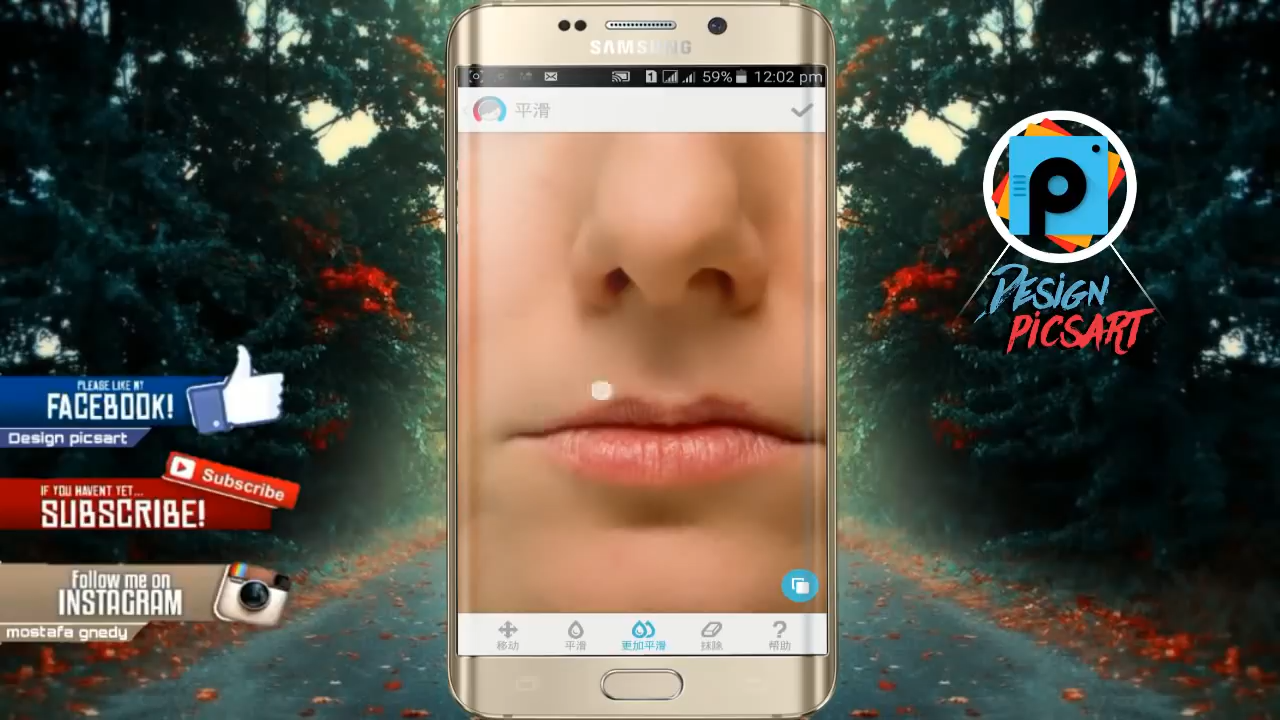 SAMSUNG
1 59% 12:02 pm
平滑
移动
平滑
更加平滑
抹除
幫助
P
DESIGN
PICSART
PLEASE LIKE MY
FACEBOOK!
Design picsart
Subscribe
IF YOU HAVENT YET...
SUBSCRIBE!
Follow me on
INSTAGRAM
mostafa gnedy